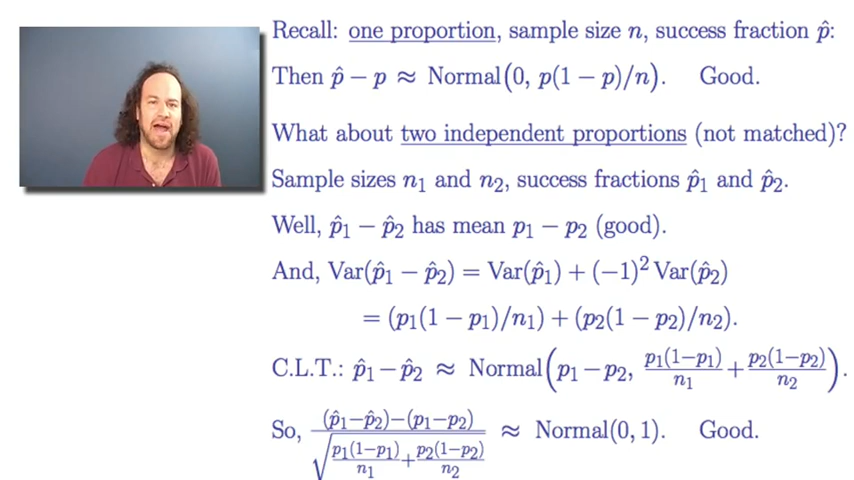 Recall: one proportion, sample size n, success fraction p̂:
Then p̂ − p ≈ Normal(0, p(1 − p)/n). Good.
What about two independent proportions (not matched)?
Sample sizes n₁ and n₂, success fractions p̂₁ and p̂₂.
Well, p̂₁ − p̂₂ has mean p₁ − p₂ (good).
And, Var(p̂₁ − p̂₂) = Var(p̂₁) + (−1)² Var(p̂₂)
= (p₁(1 − p₁)/n₁) + (p₂(1 − p₂)/n₂).
C.L.T.: p̂₁ − p̂₂ ≈ Normal(p₁ − p₂, p₁(1−p₁)/n₁ + p₂(1−p₂)/n₂).
So, (p̂₁−p̂₂)−(p₁−p₂) / √(p₁(1−p₁)/n₁ + p₂(1−p₂)/n₂) ≈ Normal(0, 1). Good.